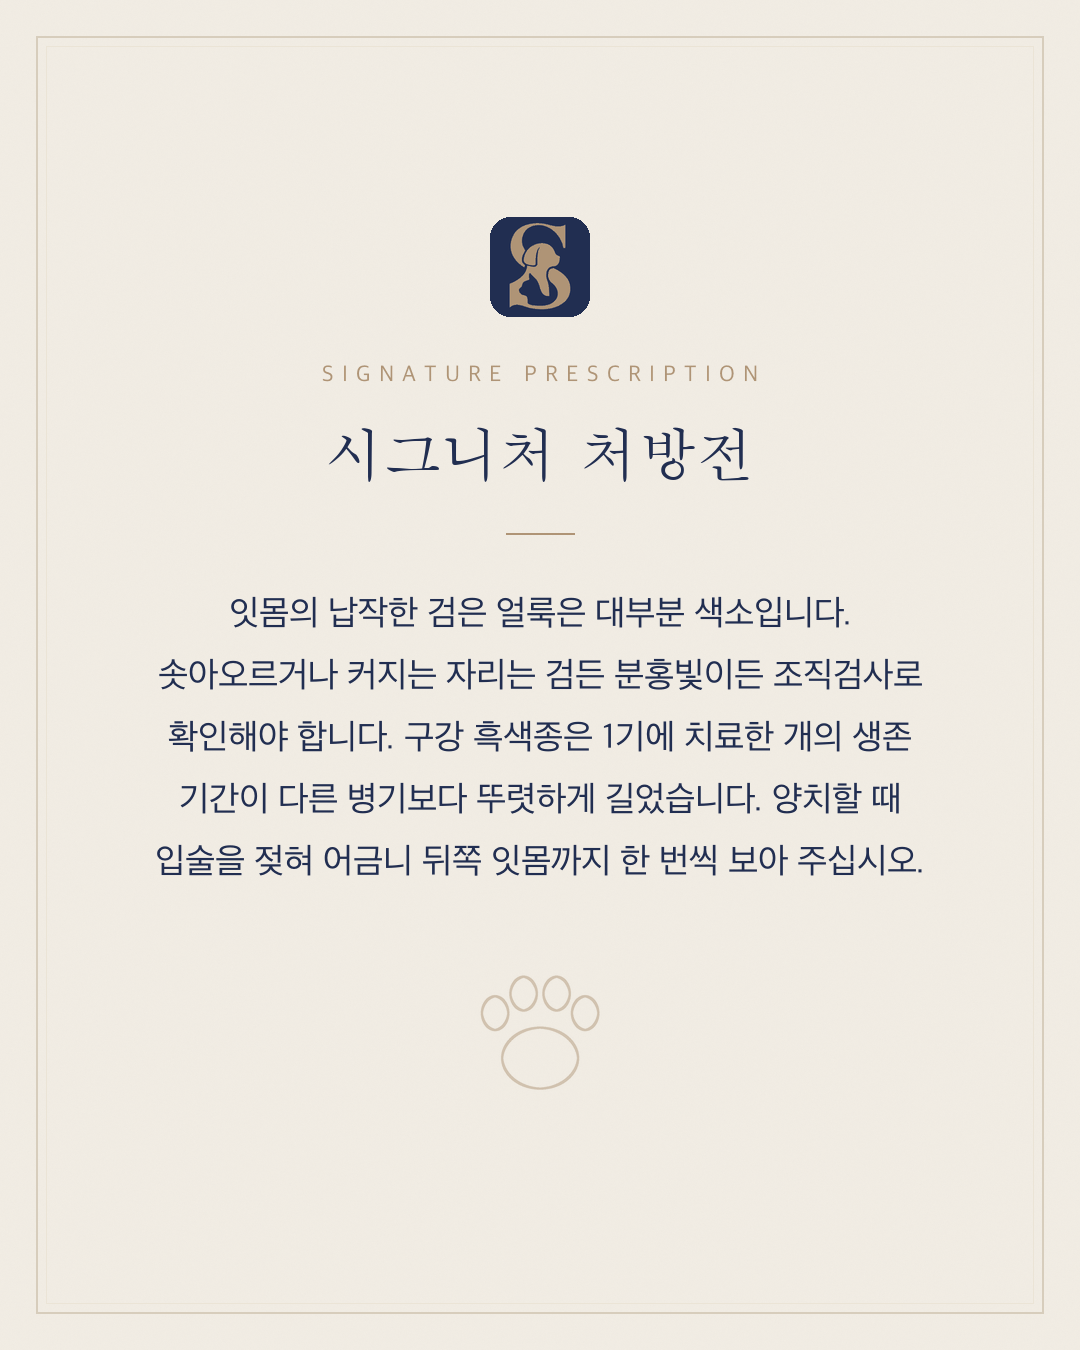 S
SIGNATURE PRESCRIPTION
시그니처 처방전
잇몸의 납작한 검은 얼룩은 대부분 색소입니다.
솟아오르거나 커지는 자리는 검든 분홍빛이든 조직검사로
확인해야 합니다. 구강 흑색종은 1기에 치료한 개의 생존
기간이 다른 병기보다 뚜렷하게 길었습니다. 양치할 때
입술을 젖혀 어금니 뒤쪽 잇몸까지 한 번씩 보아 주십시오.